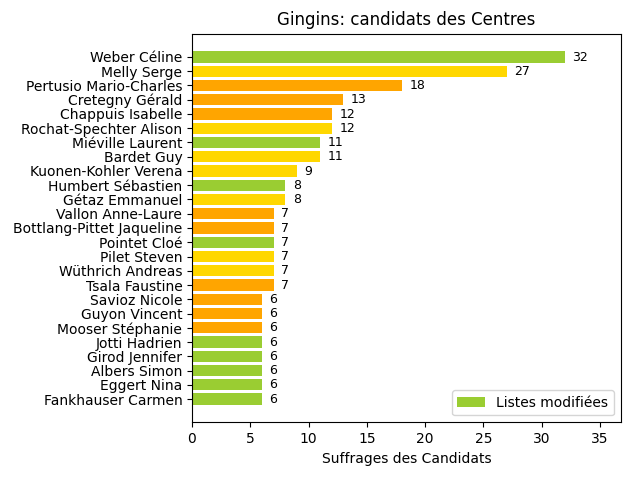 Gingins: candidats des Centres
Weber Céline 32
Melly Serge 27
Pertusio Mario-Charles 18
Cretegny Gérald 13
Chappuis Isabelle 12
Rochat-Spechter Alison 12
Miéville Laurent 11
Bardet Guy 11
Kuonen-Kohler Verena 9
Humbert Sébastien 8
Gétaz Emmanuel 8
Vallon Anne-Laure 7
Bottlang-Pittet Jaqueline 7
Pointet Cloé 7
Pilet Steven 7
Wüthrich Andreas 7
Tsala Faustine 7
Savioz Nicole 6
Guyon Vincent 6
Mooser Stéphanie 6
Jotti Hadrien 6
Girod Jennifer 6
Albers Simon 6
Eggert Nina 6
Fankhauser Carmen 6
Listes modifiées
0 5 10 15 20 25 30 35
Suffrages des Candidats